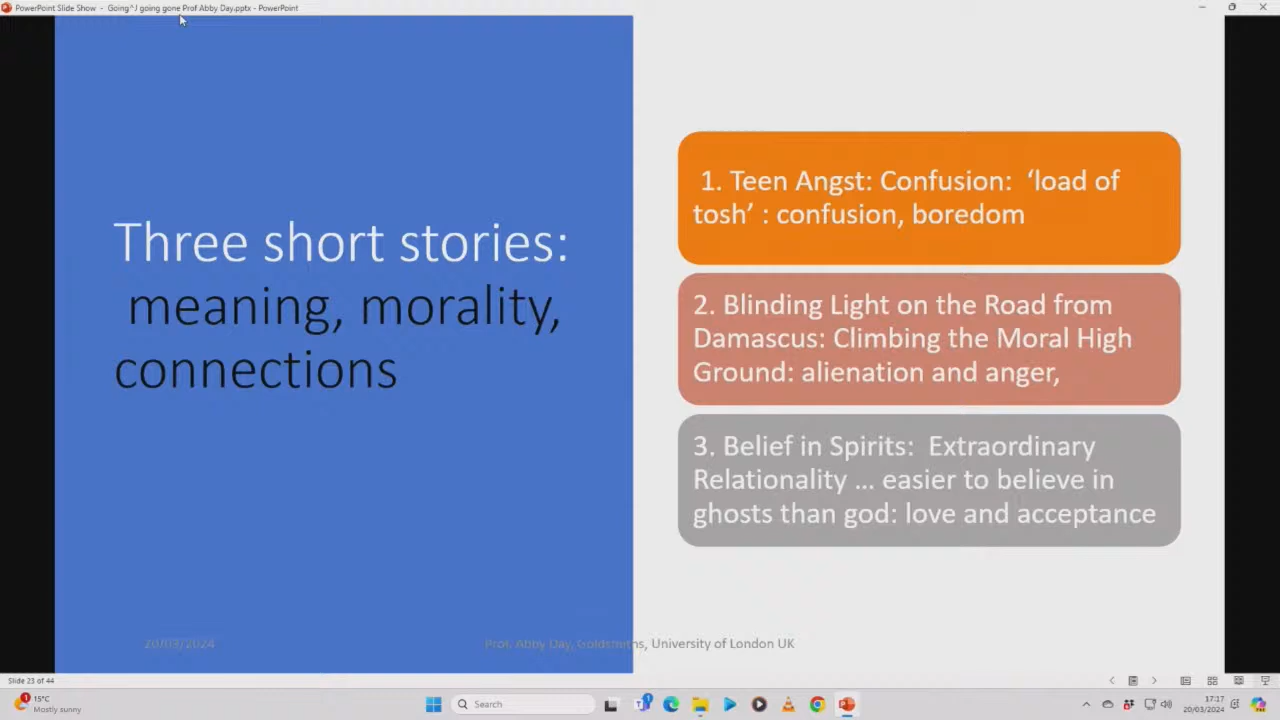 PowerPoint Slide Show - Going^J going gone Prof Abby Day.pptx - PowerPoint
Three short stories:
meaning, morality,
connections
1. Teen Angst: Confusion: ‘load of
tosh’ : confusion, boredom
2. Blinding Light on the Road from
Damascus: Climbing the Moral High
Ground: alienation and anger,
3. Belief in Spirits: Extraordinary
Relationality ... easier to believe in
ghosts than god: love and acceptance
20/03/2024
Prof. Abby Day, Goldsmiths, University of London UK
Slide 23 of 44
1
15°C
Mostly sunny
Search
1
17:17
20/03/2024